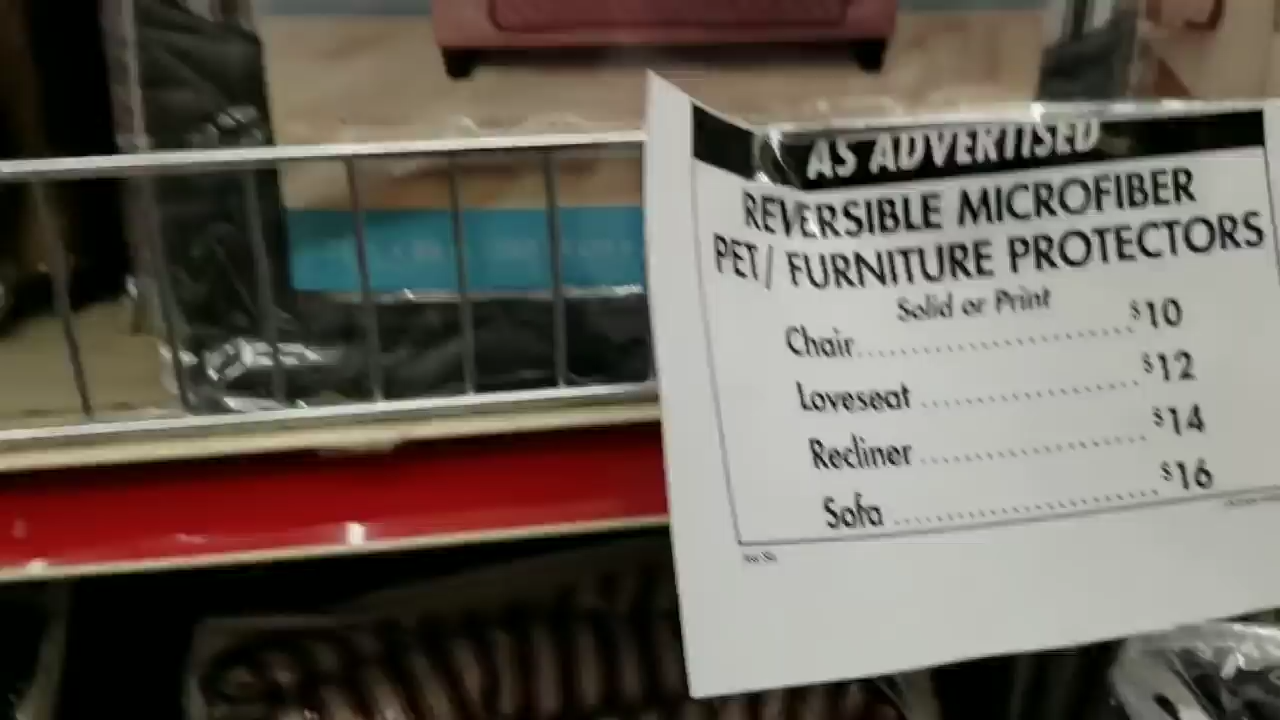 AS ADVERTISED
REVERSIBLE MICROFIBER
PET/ FURNITURE PROTECTORS
Solid or Print
Chair..............................$10
Loveseat ........................$12
Recliner .........................$14
Sofa ..............................$16